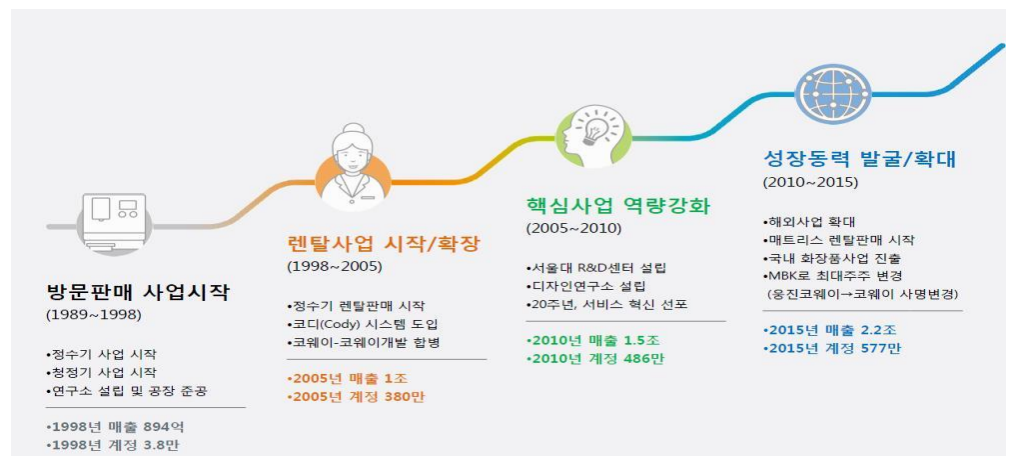 방문판매 사업시작
(1989~1998)
•정수기 사업 시작
•청정기 사업 시작
•연구소 설립 및 공장 준공
•1998년 매출 894억
•1998년 계정 3.8만
렌탈사업 시작/확장
(1998~2005)
•정수기 렌탈판매 시작
•코디(Cody) 시스템 도입
•코웨이-코웨이개발 합병
•2005년 매출 1조
•2005년 계정 380만
핵심사업 역량강화
(2005~2010)
•서울대 R&D센터 설립
•디자인연구소 설립
•20주년, 서비스 혁신 선포
•2010년 매출 1.5조
•2010년 계정 486만
성장동력 발굴/확대
(2010~2015)
•해외사업 확대
•매트리스 렌탈판매 시작
•국내 화장품사업 진출
•MBK로 최대주주 변경
(웅진코웨이→코웨이 사명변경)
•2015년 매출 2.2조
•2015년 계정 577만